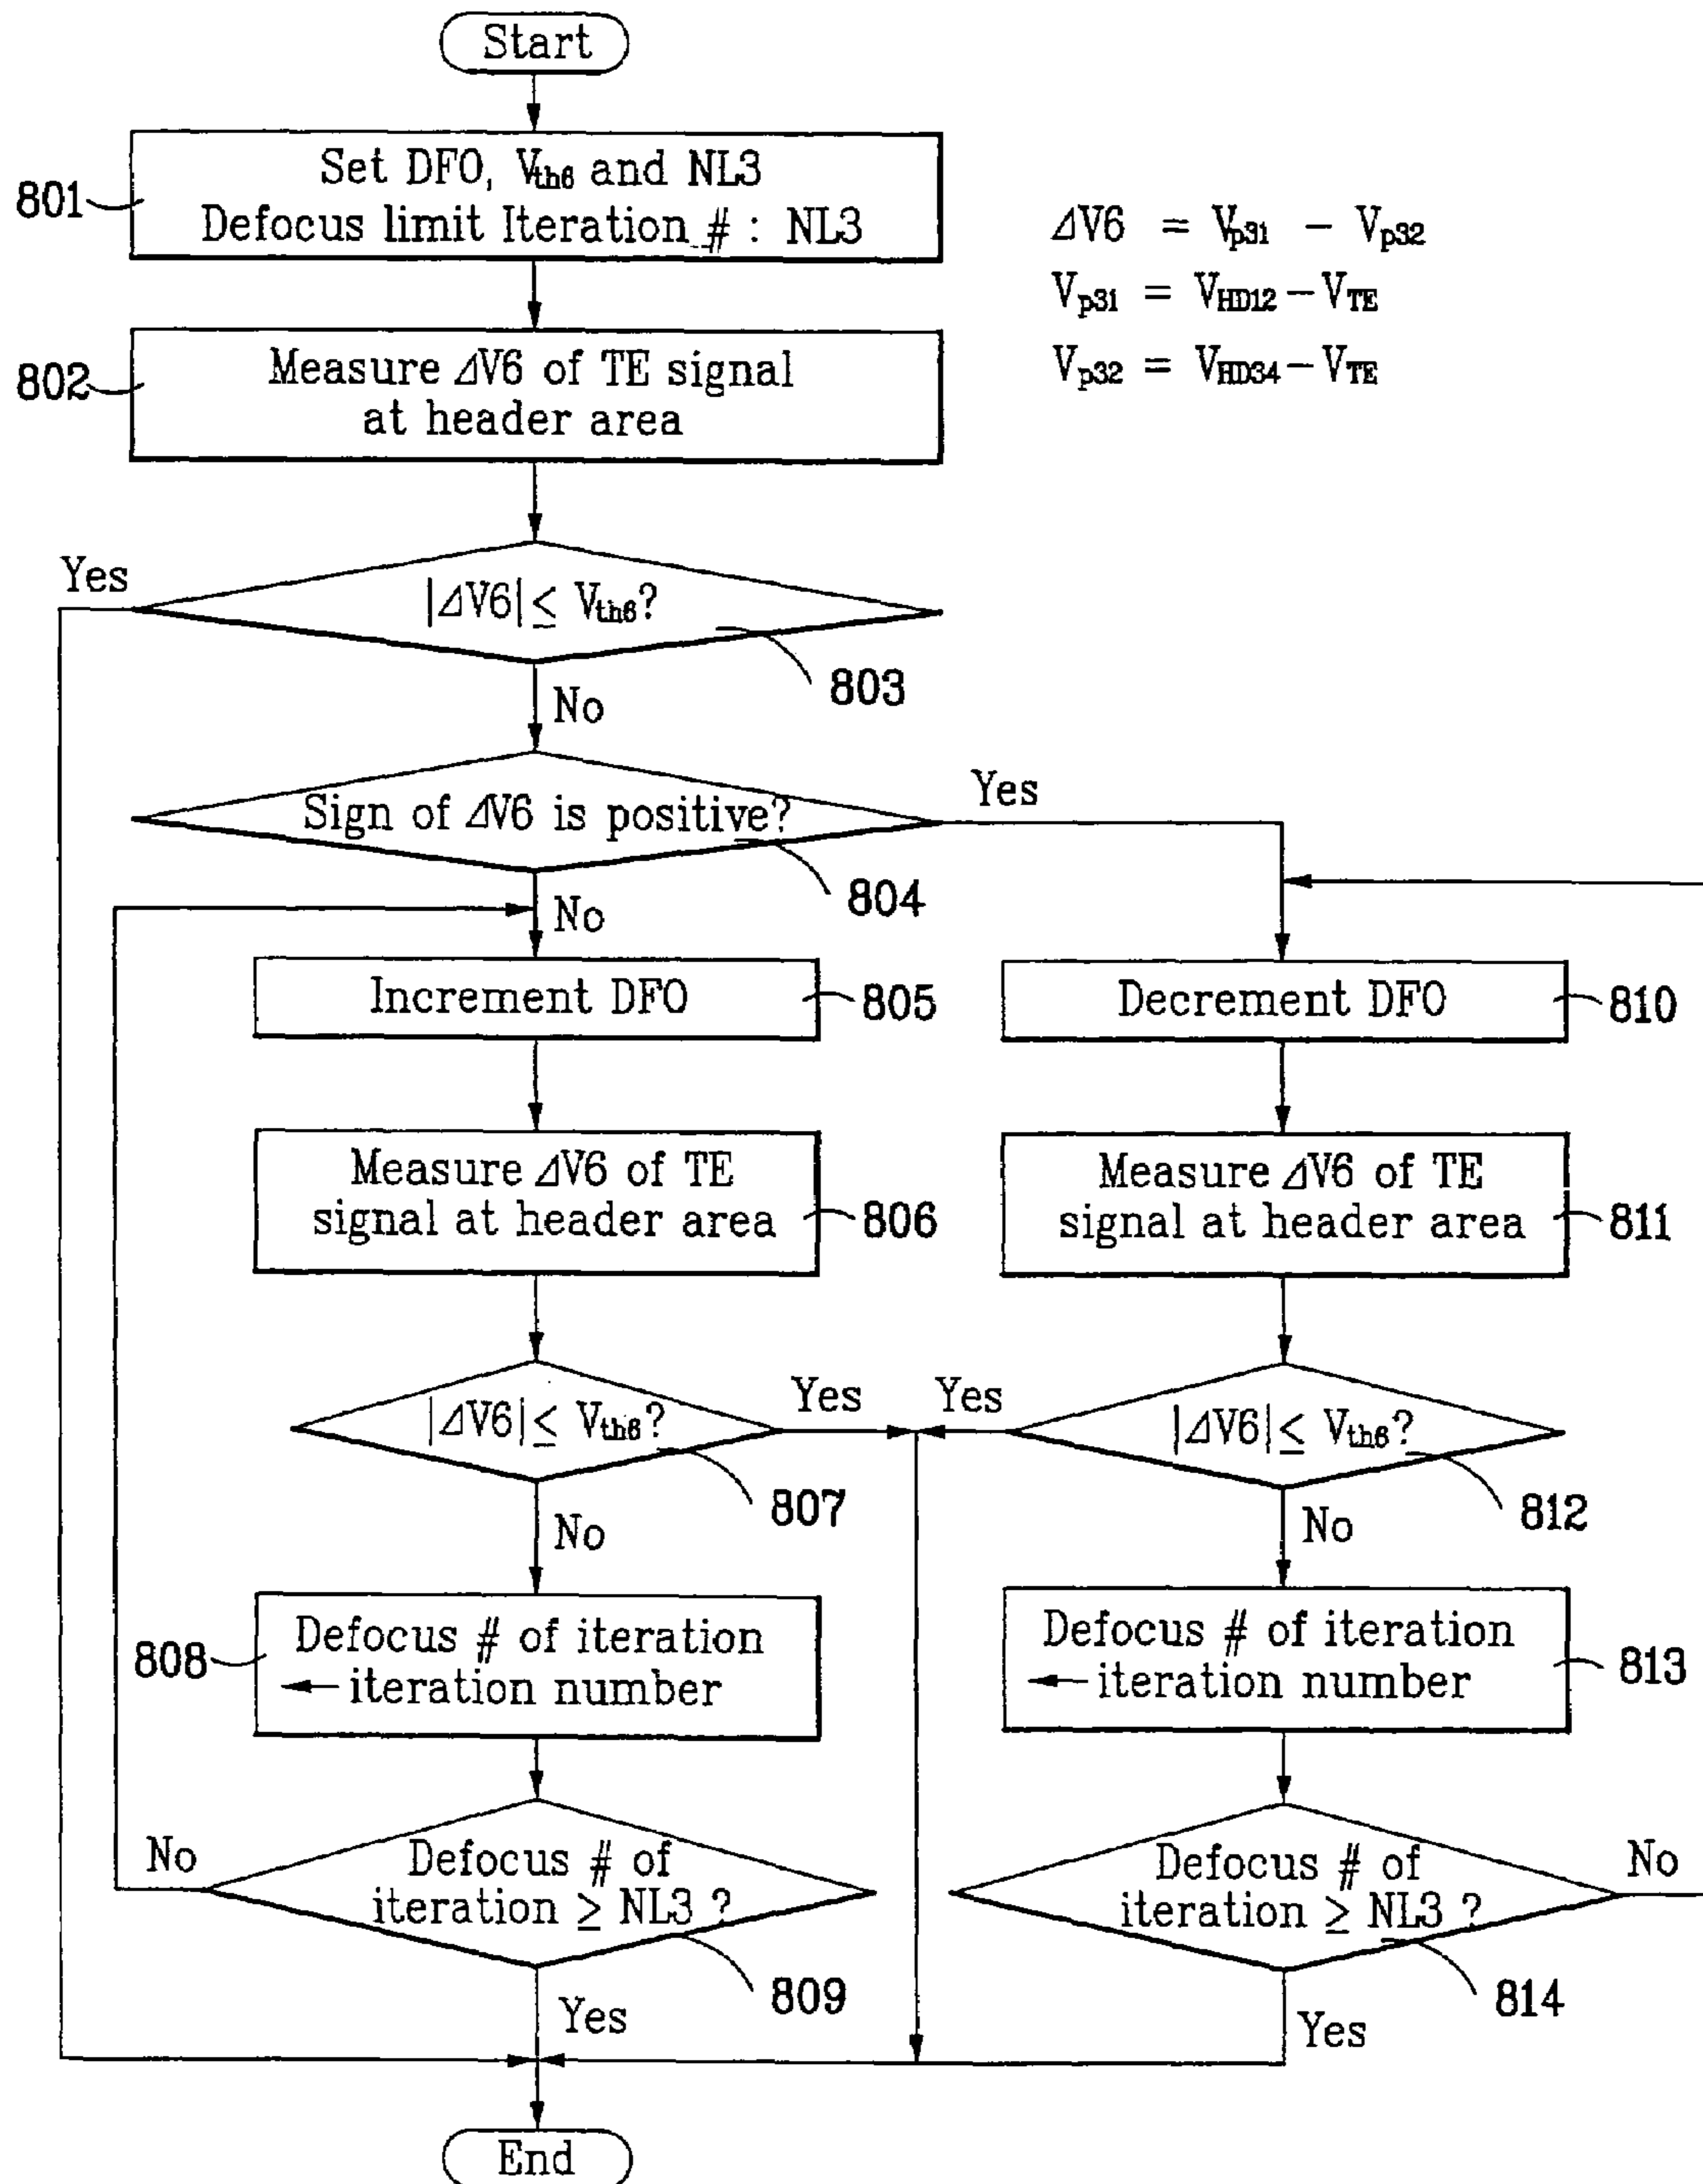 Start
801
Set DFO, Vth6 and NL3
Defocus limit Iteration # : NL3
ΔV6 = Vp31 - Vp32
Vp31 = VHD12 - VTE
Vp32 = VHD34 - VTE
802
Measure ΔV6 of TE signal
at header area
Yes
|ΔV6| ≤ Vth6?
803
No
Sign of ΔV6 is positive?
Yes
804
No
Increment DFO
805
Decrement DFO
810
Measure ΔV6 of TE
signal at header area
806
Measure ΔV6 of TE
signal at header area
811
|ΔV6| ≤ Vth6?
Yes
Yes
|ΔV6| ≤ Vth6?
807
812
No
No
808
Defocus # of iteration
← iteration number
Defocus # of iteration
← iteration number
813
No
Defocus # of
iteration ≥ NL3 ?
Defocus # of
iteration ≥ NL3 ?
No
809
814
Yes
Yes
End